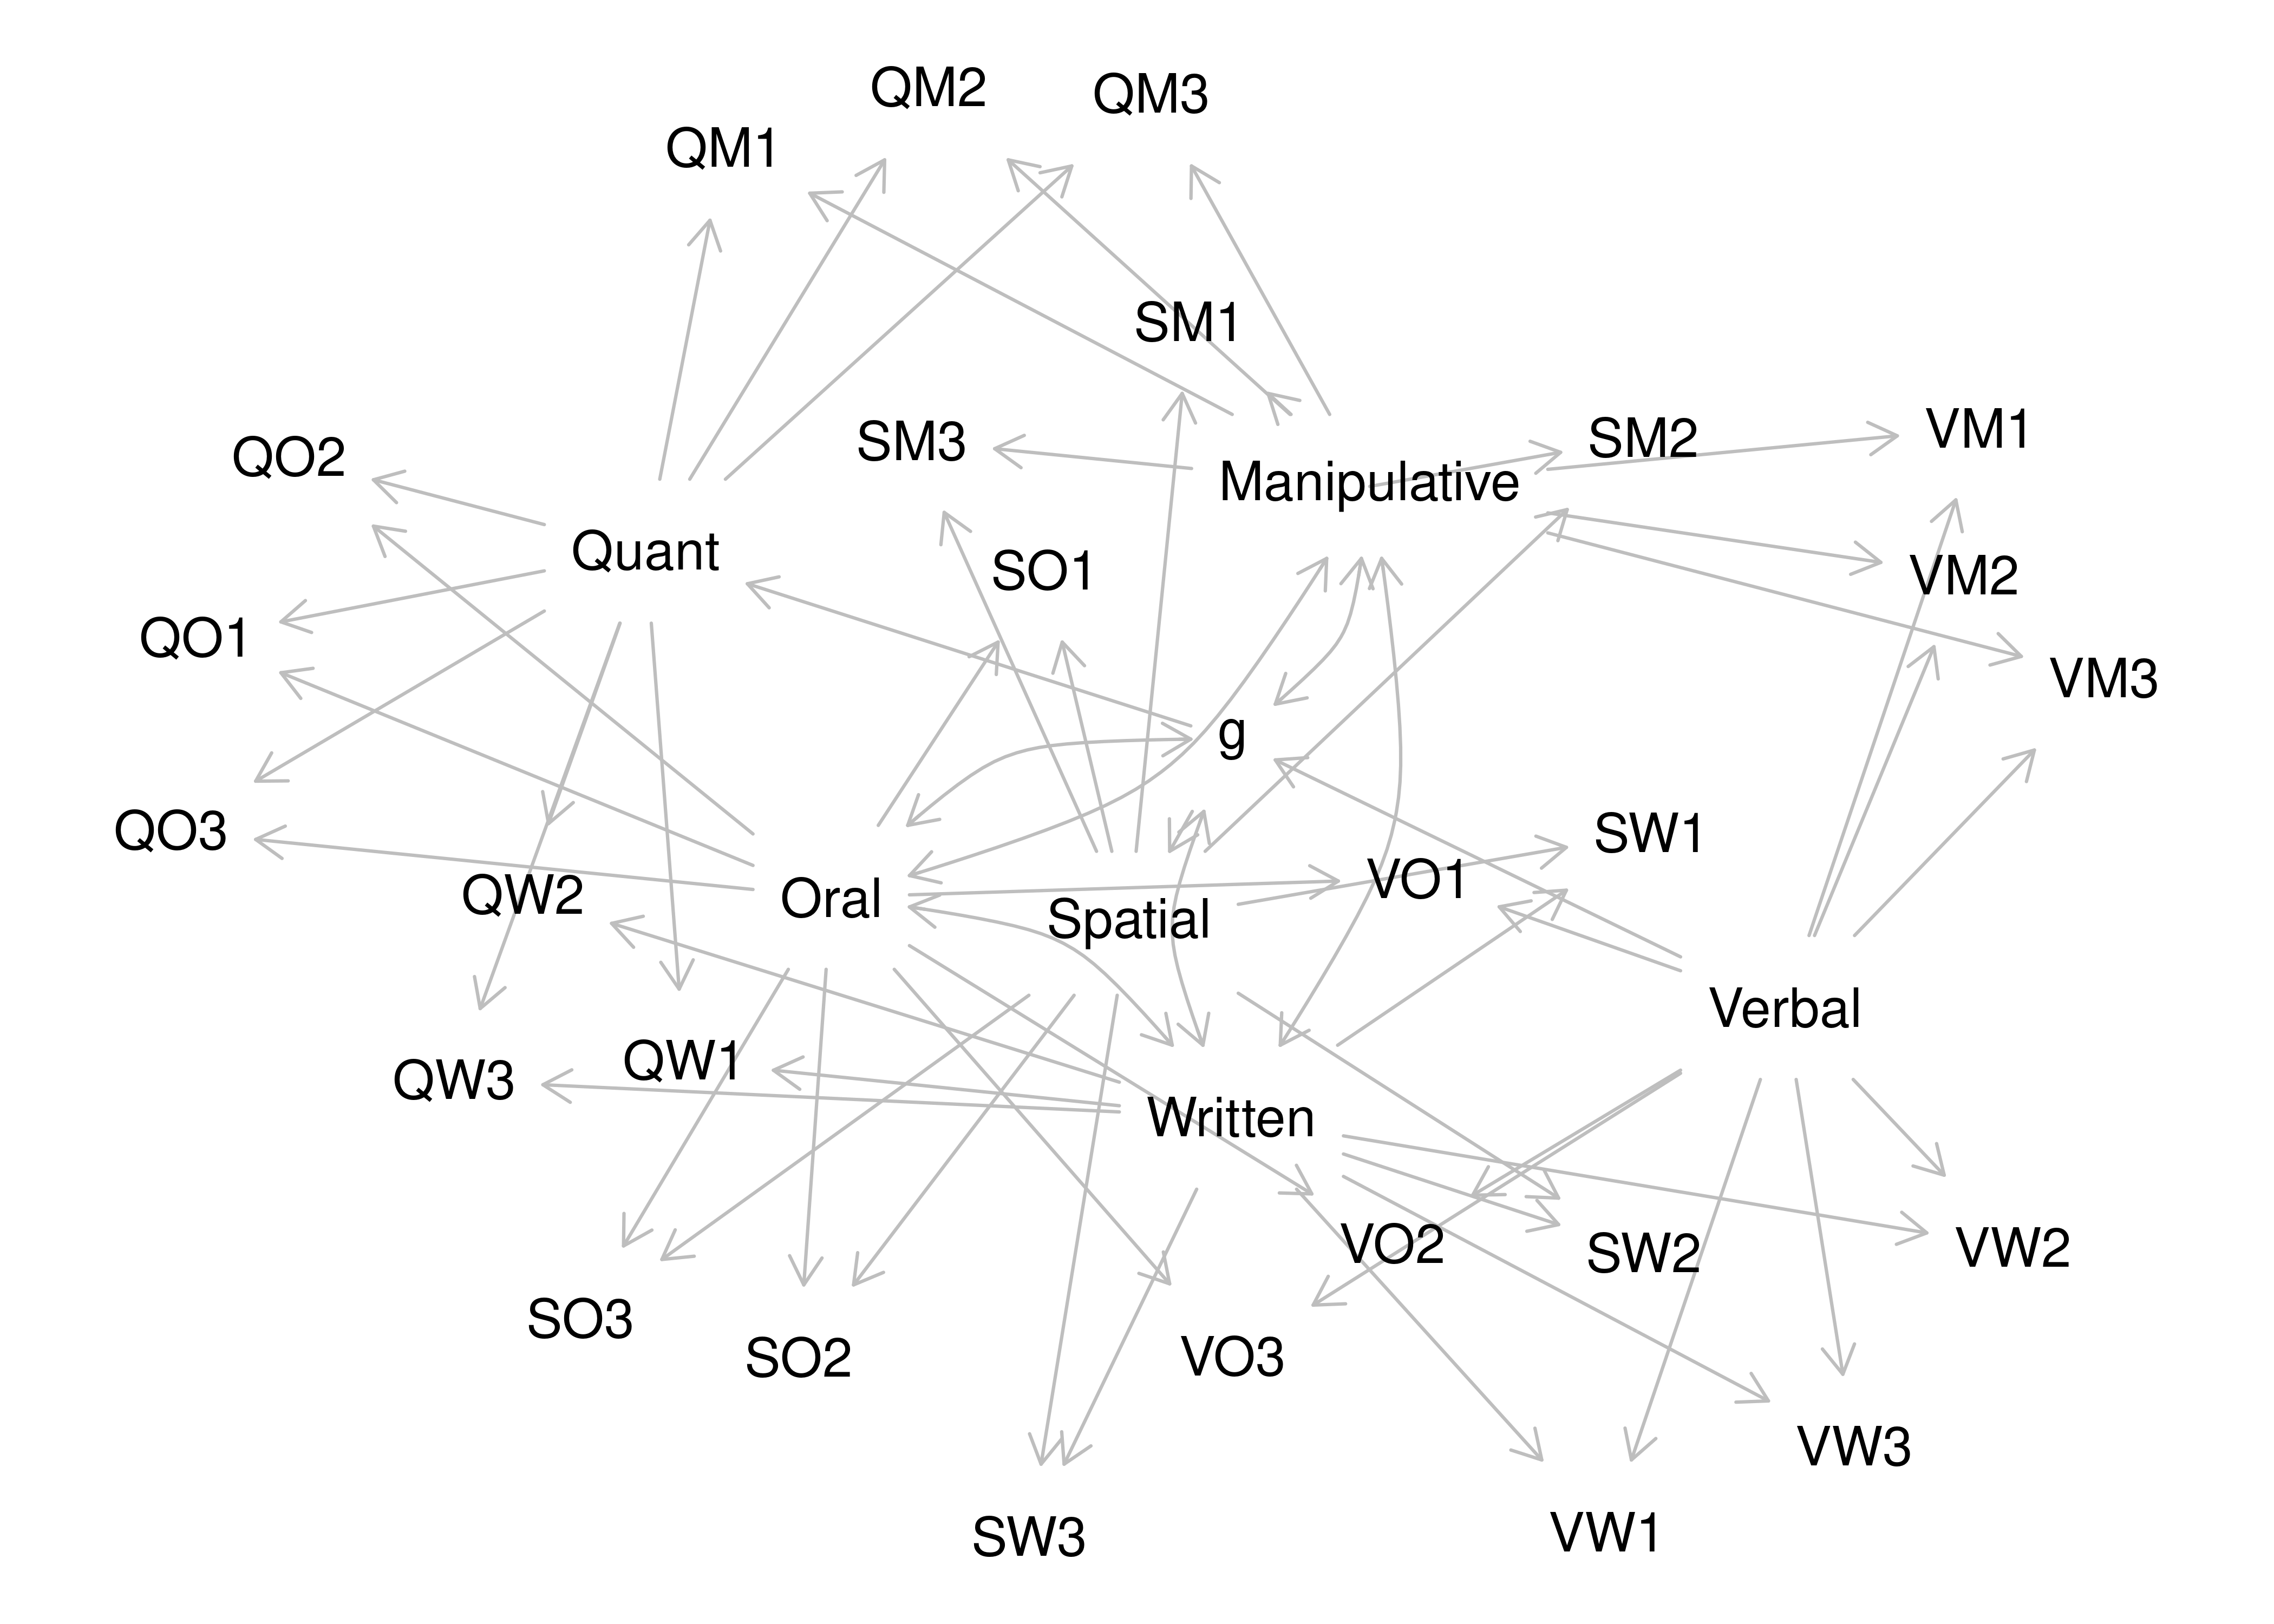 QM2
QM3
QM1
SM1
VM1
SM2
SM3
QO2
Manipulative
Quant
SO1
VM2
QO1
VM3
g
QO3
SW1
VO1
QW2
Oral
Spatial
Verbal
QW1
QW3
Written
VO2
SW2
VW2
SO3
SO2
VO3
VW3
SW3
VW1